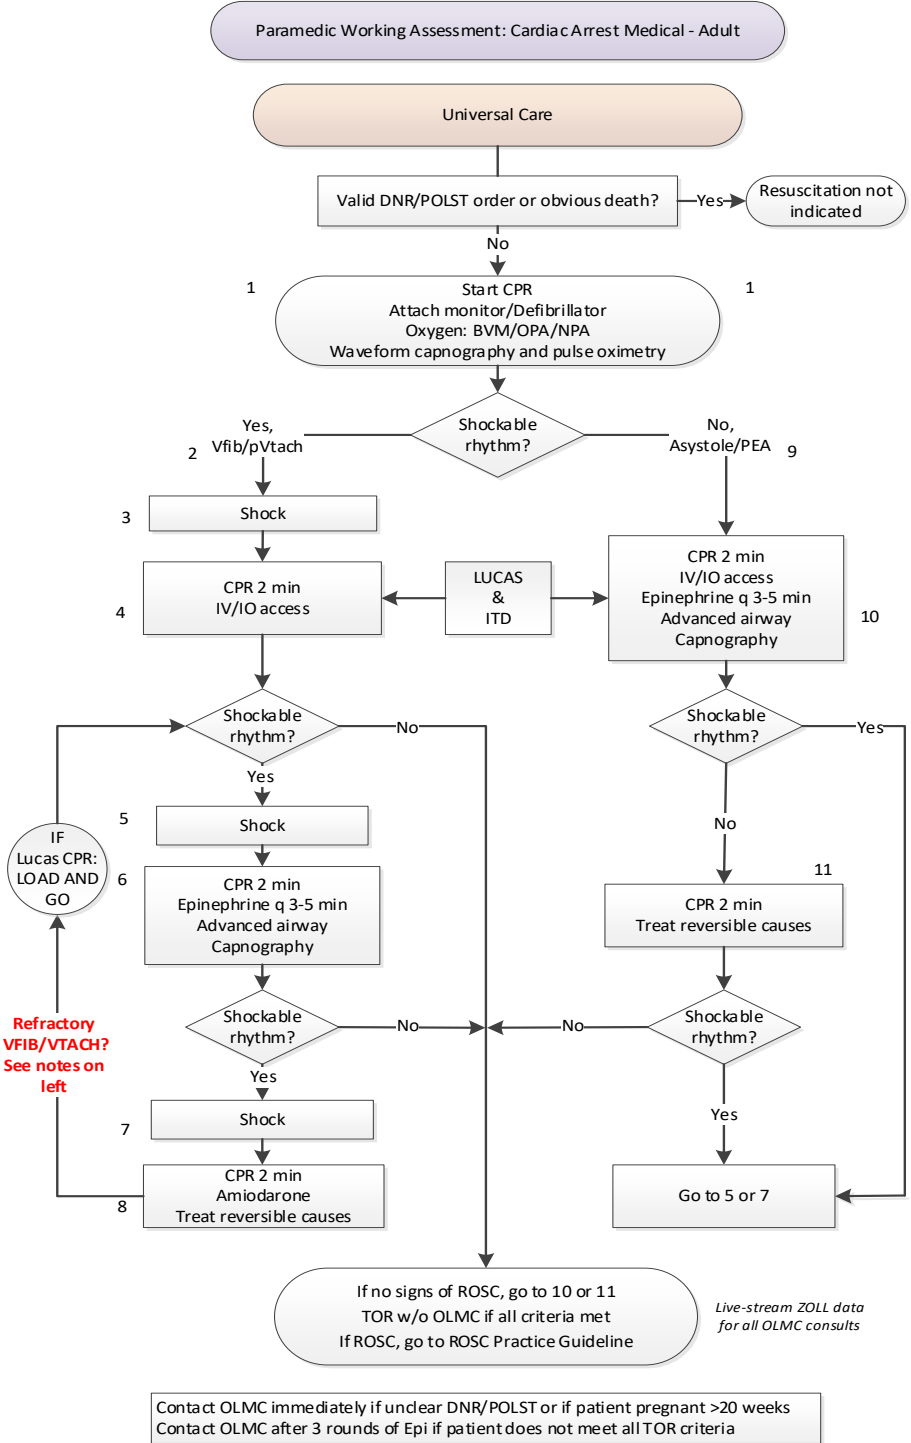 Paramedic Working Assessment: Cardiac Arrest Medical - Adult
Universal Care
Valid DNR/POLST order or obvious death?
Yes
Resuscitation not
indicated
No
1
Start CPR
Attach monitor/Defibrillator
Oxygen: BVM/OPA/NPA
Waveform capnography and pulse oximetry
1
Shockable
rhythm?
Yes,
Vfib/pVtach
2
No,
Asystole/PEA
9
3
Shock
4
CPR 2 min
IV/IO access
LUCAS
&
ITD
CPR 2 min
IV/IO access
Epinephrine q 3-5 min
Advanced airway
Capnography
10
Shockable
rhythm?
No
Yes
Shockable
rhythm?
Yes
No
5
Shock
IF
Lucas CPR:
LOAD AND
GO
6
CPR 2 min
Epinephrine q 3-5 min
Advanced airway
Capnography
11
CPR 2 min
Treat reversible causes
Refractory
VFIB/VTACH?
See notes on
left
Shockable
rhythm?
No
Yes
No
Shockable
rhythm?
Yes
7
Shock
8
CPR 2 min
Amiodarone
Treat reversible causes
Go to 5 or 7
If no signs of ROSC, go to 10 or 11
TOR w/o OLMC if all criteria met
If ROSC, go to ROSC Practice Guideline
Live-stream ZOLL data
for all OLMC consults
Contact OLMC immediately if unclear DNR/POLST or if patient pregnant >20 weeks
Contact OLMC after 3 rounds of Epi if patient does not meet all TOR criteria